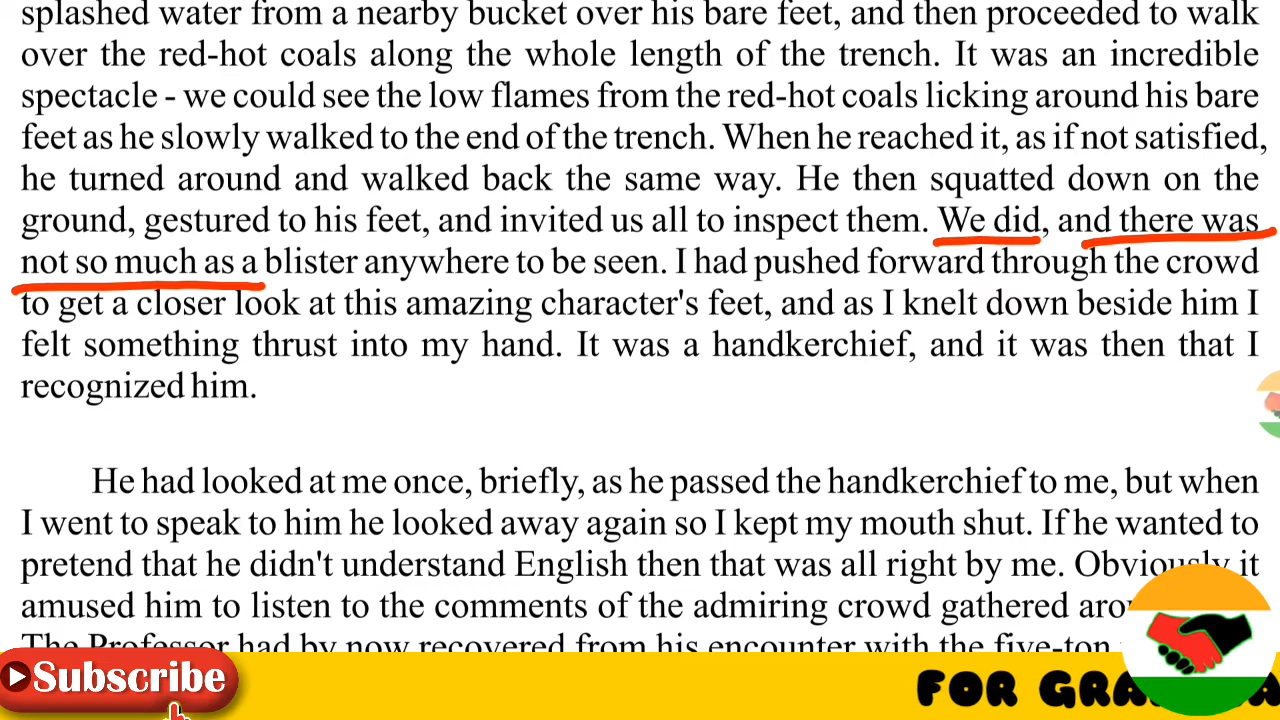 splashed water from a nearby bucket over his bare feet, and then proceeded to walk
over the red-hot coals along the whole length of the trench. It was an incredible
spectacle - we could see the low flames from the red-hot coals licking around his bare
feet as he slowly walked to the end of the trench. When he reached it, as if not satisfied,
he turned around and walked back the same way. He then squatted down on the
ground, gestured to his feet, and invited us all to inspect them. We did, and there was
not so much as a blister anywhere to be seen. I had pushed forward through the crowd
to get a closer look at this amazing character's feet, and as I knelt down beside him I
felt something thrust into my hand. It was a handkerchief, and it was then that I
recognized him.
He had looked at me once, briefly, as he passed the handkerchief to me, but when
I went to speak to him he looked away again so I kept my mouth shut. If he wanted to
pretend that he didn't understand English then that was all right by me. Obviously it
amused him to listen to the comments of the admiring crowd gathered
The Professor had by now recovered from his encounter with the five-ton
Subscribe
FOR